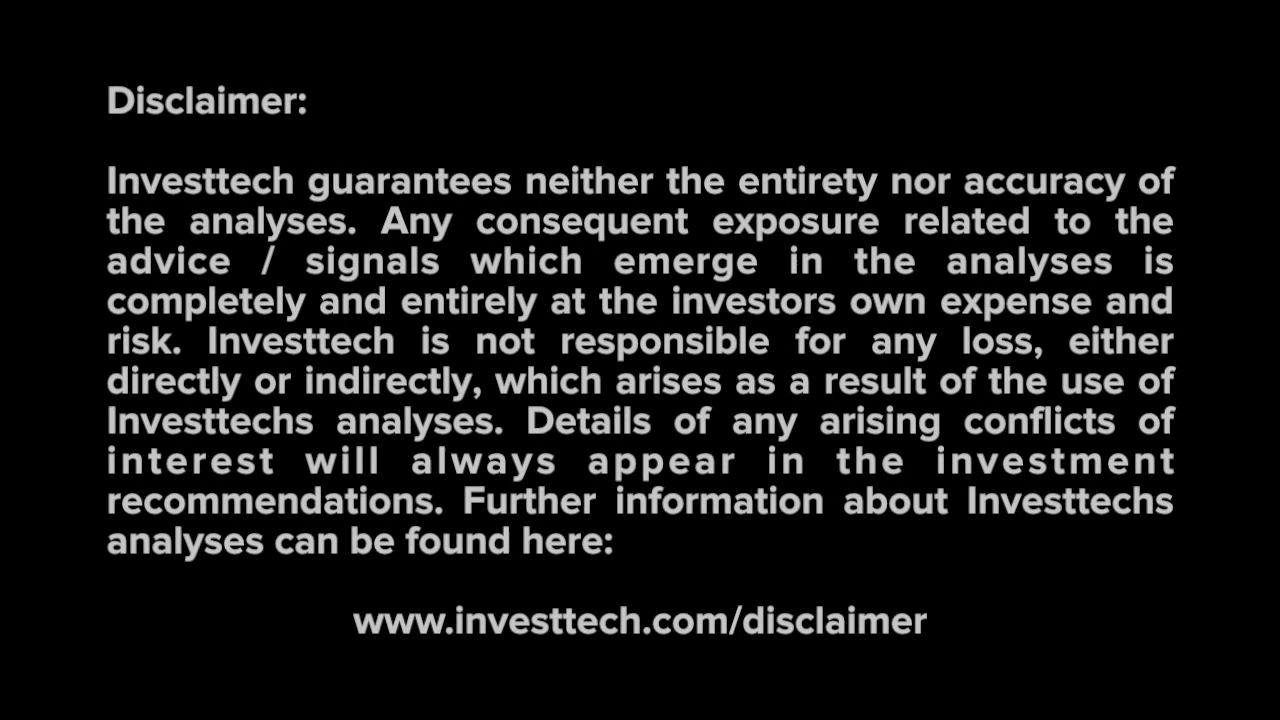 Disclaimer:
Investtech guarantees neither the entirety nor accuracy of
the analyses. Any consequent exposure related to the
advice / signals which emerge in the analyses is
completely and entirely at the investors own expense and
risk. Investtech is not responsible for any loss, either
directly or indirectly, which arises as a result of the use of
Investtechs analyses. Details of any arising conflicts of
interest will always appear in the investment
recommendations. Further information about Investtechs
analyses can be found here:
www.investtech.com/disclaimer